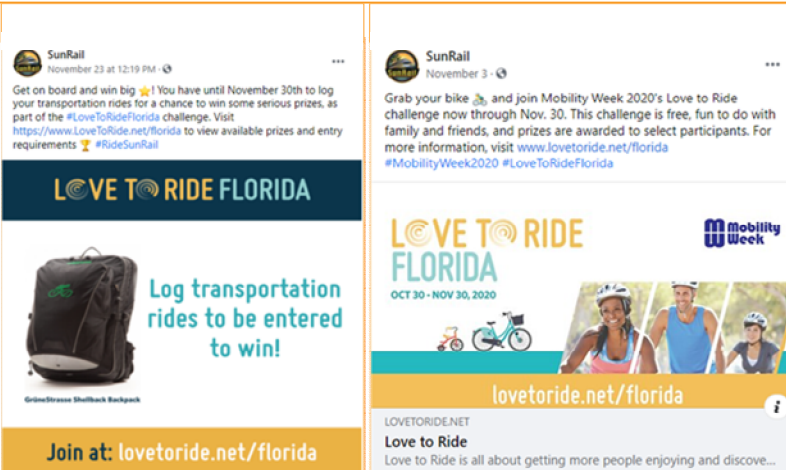 SunRail
November 23 at 12:19 PM ·
Get on board and win big ⭐! You have until November 30th to log
your transportation rides for a chance to win some serious prizes, as
part of the #LoveToRideFlorida challenge. Visit
https://www.LoveToRide.net/florida to view available prizes and entry
requirements 🏆 #RideSunRail
LOVE TO RIDE FLORIDA
Log transportation
rides to be entered
to win!
GrüneStrasse Shellback Backpack
Join at: lovetoride.net/florida
SunRail
November 3 ·
Grab your bike 🚴 and join Mobility Week 2020's Love to Ride
challenge now through Nov. 30. This challenge is free, fun to do with
family and friends, and prizes are awarded to select participants. For
more information, visit www.lovetoride.net/florida
#MobilityWeek2020 #LoveToRideFlorida
LOVE TO RIDE
FLORIDA
OCT 30 - NOV 30, 2020
Mobility
Week
lovetoride.net/florida
LOVETORIDE.NET
Love to Ride
Love to Ride is all about getting more people enjoying and discove...